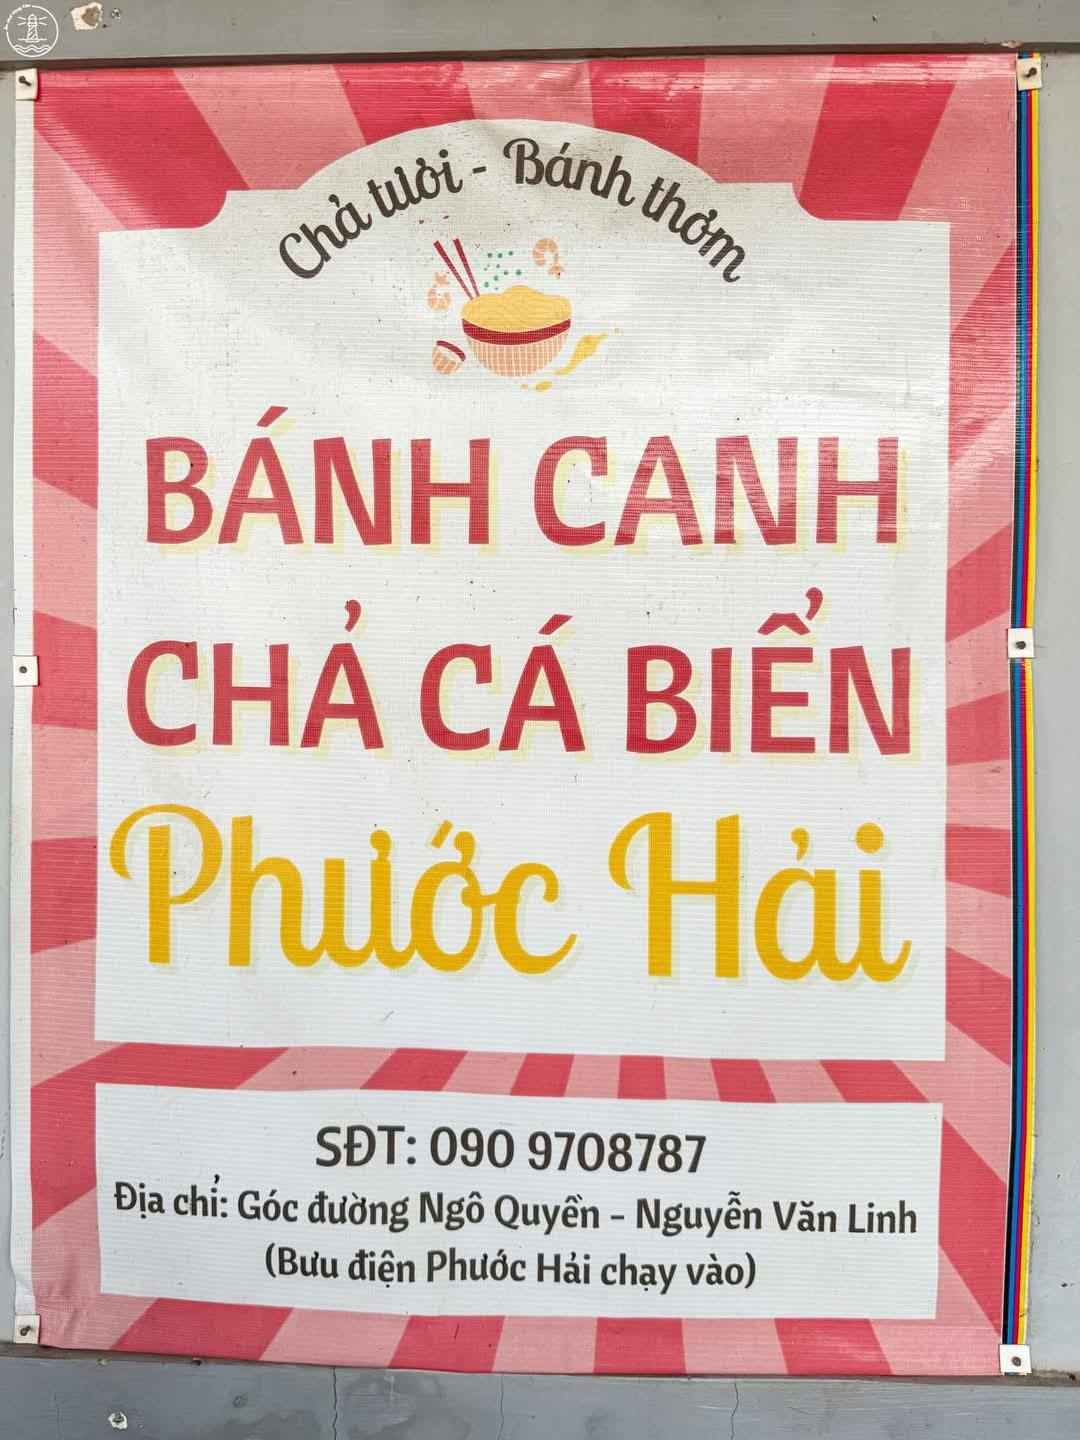 Chả tươi - Bánh thơm
BÁNH CANH
CHẢ CÁ BIỂN
Phước Hải
SĐT: 090 9708787
Địa chỉ: Góc đường Ngô Quyền - Nguyễn Văn Linh
(Bưu điện Phước Hải chạy vào)